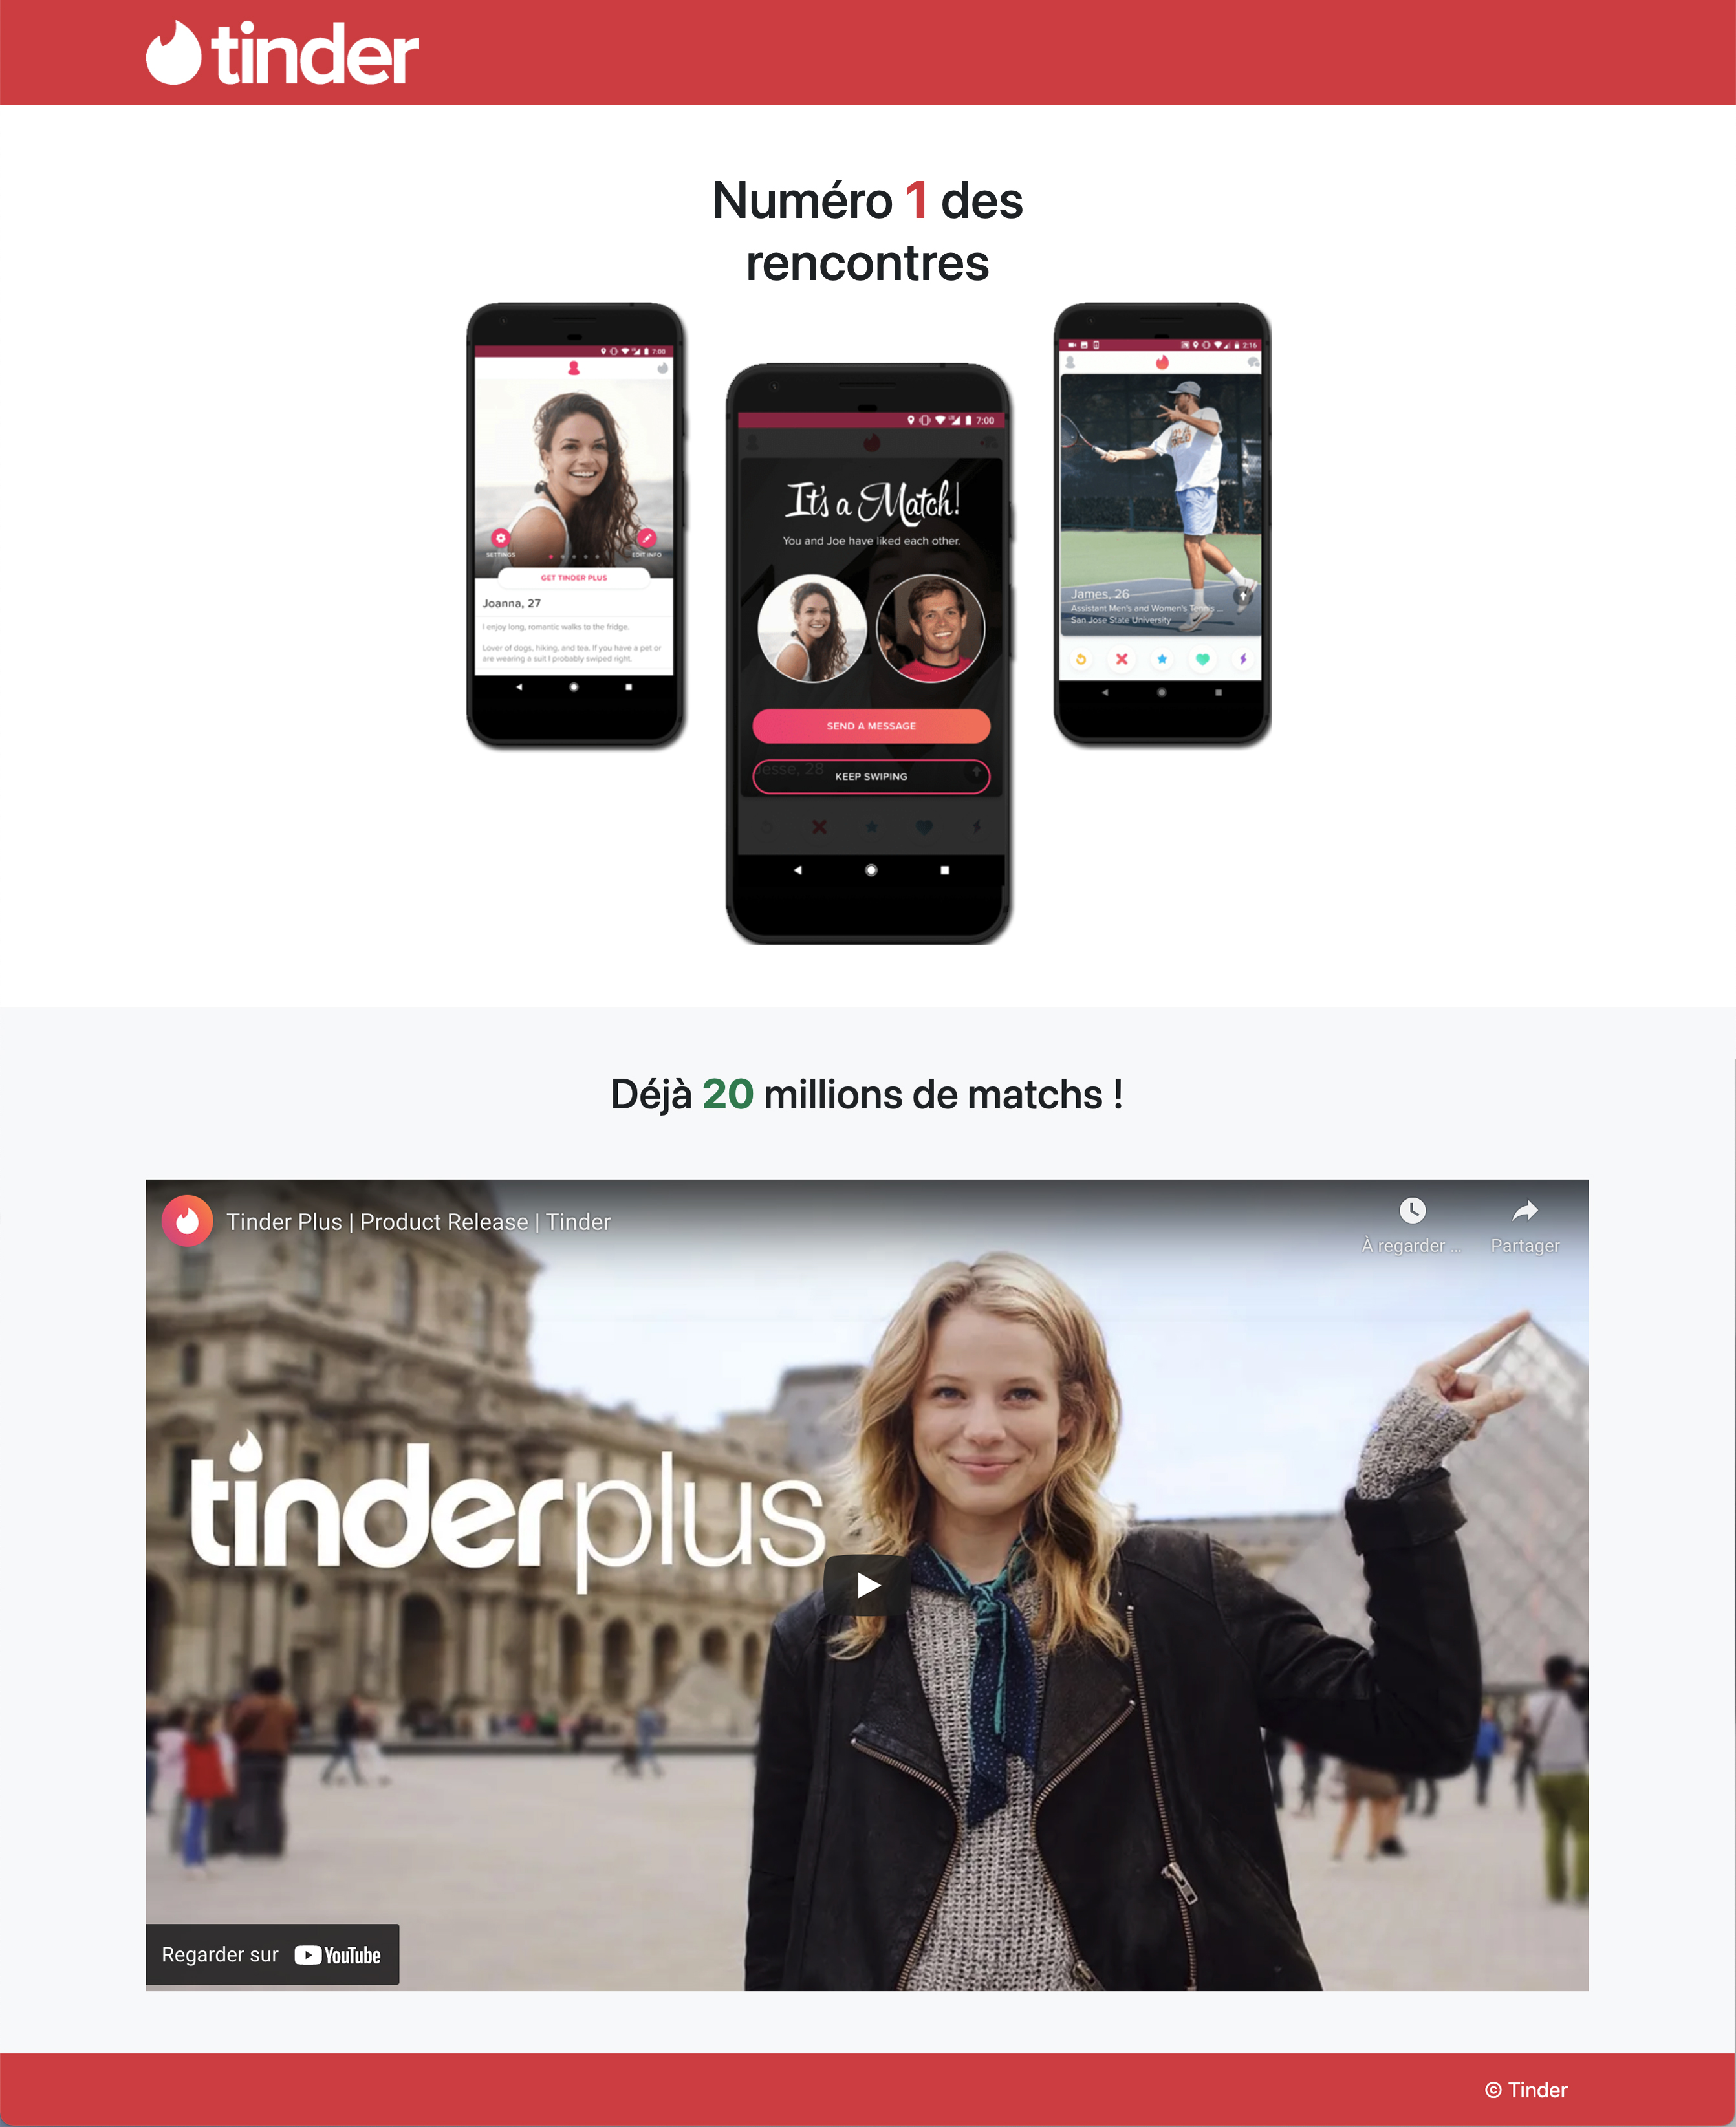 tinder
Numéro 1 des
rencontres
7:00
SETTINGS
EDIT INFO
GET TINDER PLUS
Joanna, 27
I enjoy long, romantic walks to the fridge.
Lover of dogs, hiking, and tea. If you have a pet or
are wearing a suit I probably swiped right.
7:00
It's a Match!
You and Joe have liked each other.
SEND A MESSAGE
Jesse, 28
KEEP SWIPING
2:16
James, 26
Assistant Men's and Women's Tennis ...
San Jose State University
Déjà 20 millions de matchs !
Tinder Plus | Product Release | Tinder
À regarder ...
Partager
tinderplus
Regarder sur YouTube
© Tinder